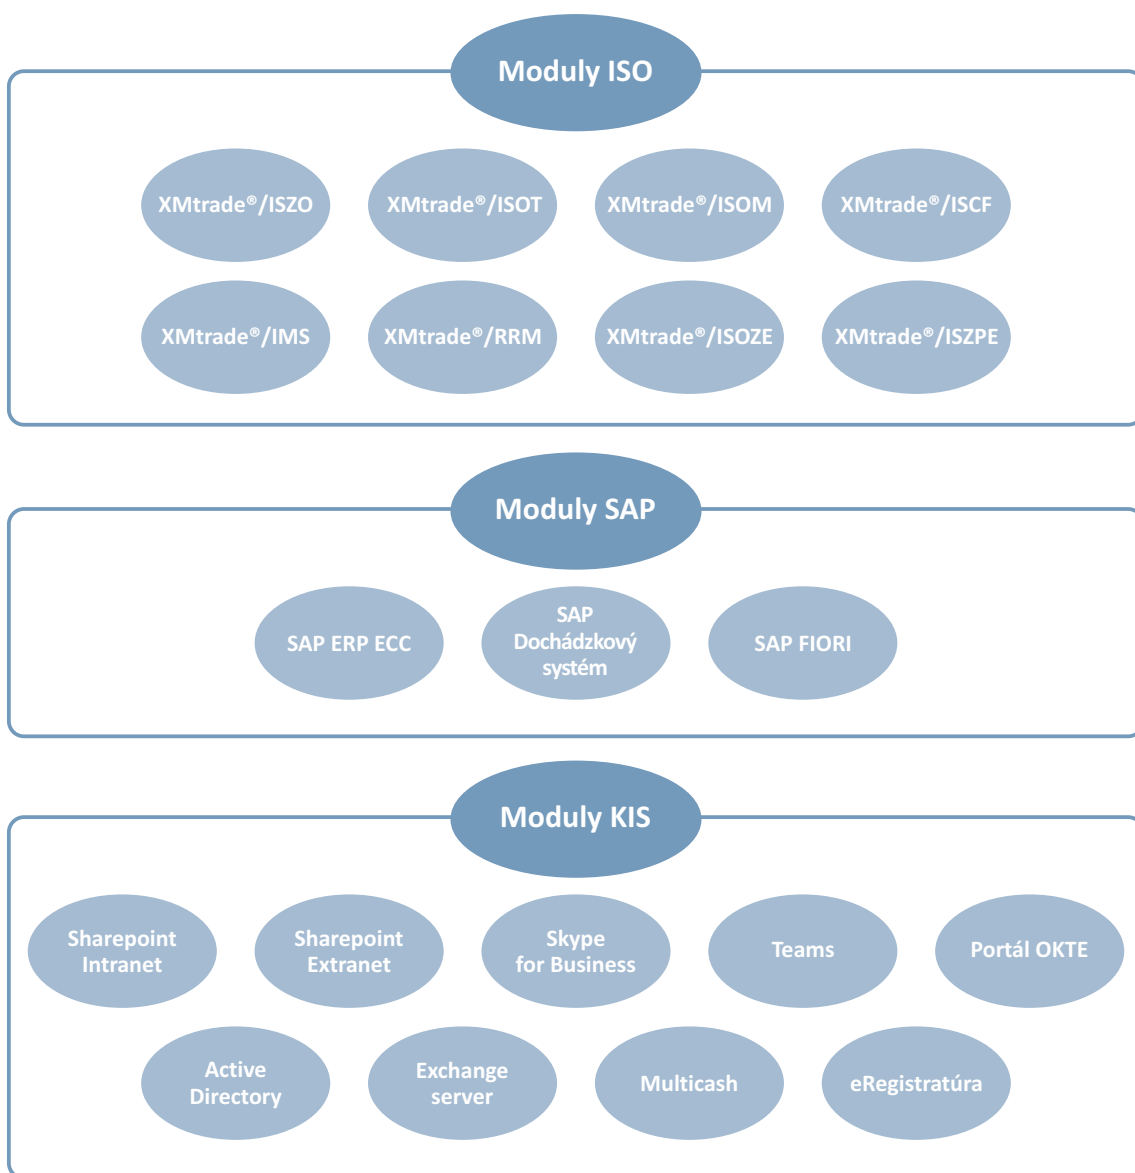 Moduly ISO
XMtrade®/ISZO
XMtrade®/ISOT
XMtrade®/ISOM
XMtrade®/ISCF
XMtrade®/IMS
XMtrade®/RRM
XMtrade®/ISOZE
XMtrade®/ISZPE
Moduly SAP
SAP ERP ECC
SAP
Dochádzkový
systém
SAP FIORI
Moduly KIS
Sharepoint
Intranet
Sharepoint
Extranet
Skype
for Business
Teams
Portál OKTE
Active
Directory
Exchange
server
Multicash
eRegistratúra